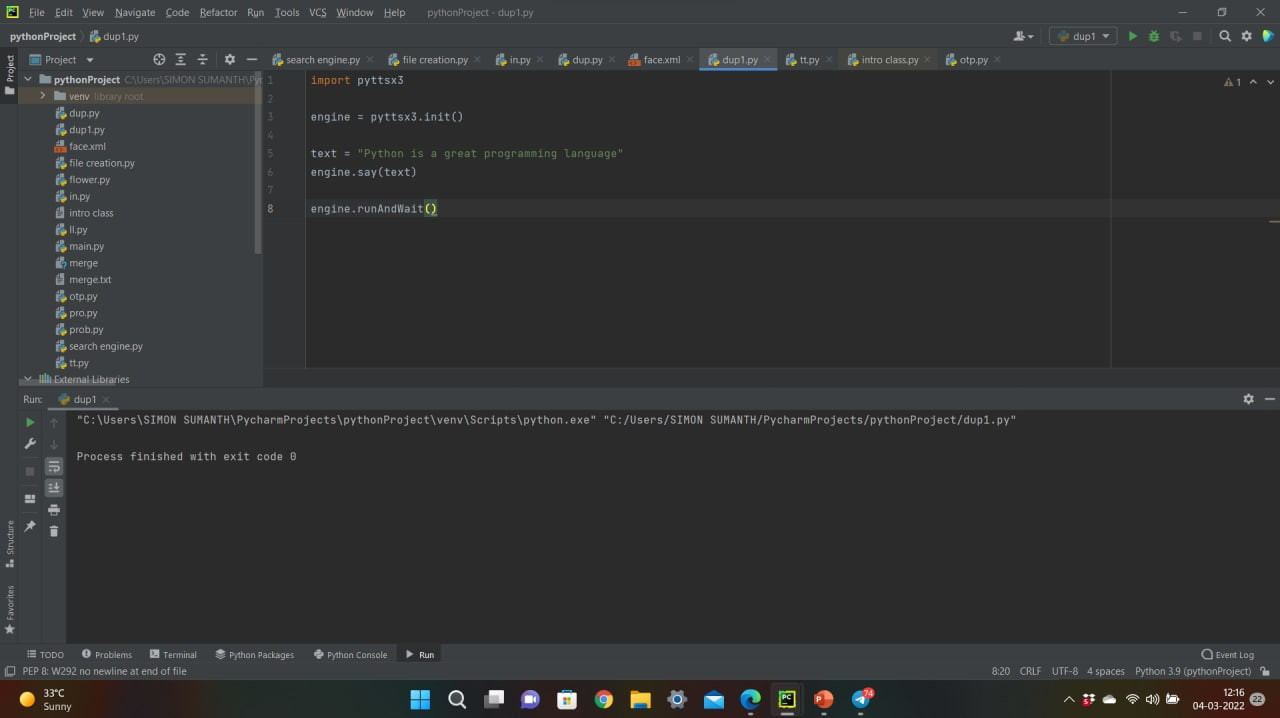 File Edit View Navigate Code Refactor Run Tools VCS Window Help pythonProject - dup1.py
pythonProject dup1.py dup1
Project search engine.py file creation.py in.py dup.py face.xml dup1.py tt.py intro class.py otp.py
Project
pythonProject C:\Users\SIMON SUMANTH\Pyc
venv library root
dup.py
dup1.py
face.xml
file creation.py
flower.py
in.py
intro class
ll.py
main.py
merge
merge.txt
otp.py
pro.py
prob.py
search engine.py
tt.py
External Libraries
1 import pyttsx3
2
3 engine = pyttsx3.init()
4
5 text = "Python is a great programming language"
6 engine.say(text)
7
8 engine.runAndWait()
1
Run: dup1
"C:\Users\SIMON SUMANTH\PycharmProjects\pythonProject\venv\Scripts\python.exe" "C:/Users/SIMON SUMANTH/PycharmProjects/pythonProject/dup1.py"
Process finished with exit code 0
Structure
Favorites
TODO Problems Terminal Python Packages Python Console Run Event Log
PEP 8: W292 no newline at end of file 8:20 CRLF UTF-8 4 spaces Python 3.9 (pythonProject)
33°C
Sunny
PC
P
74
12:16
04-03-2022
22